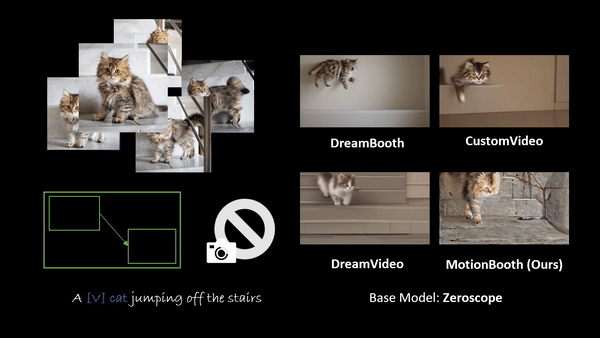 DreamBooth
CustomVideo
DreamVideo
MotionBooth (Ours)
A [V] cat jumping off the stairs
Base Model: Zeroscope